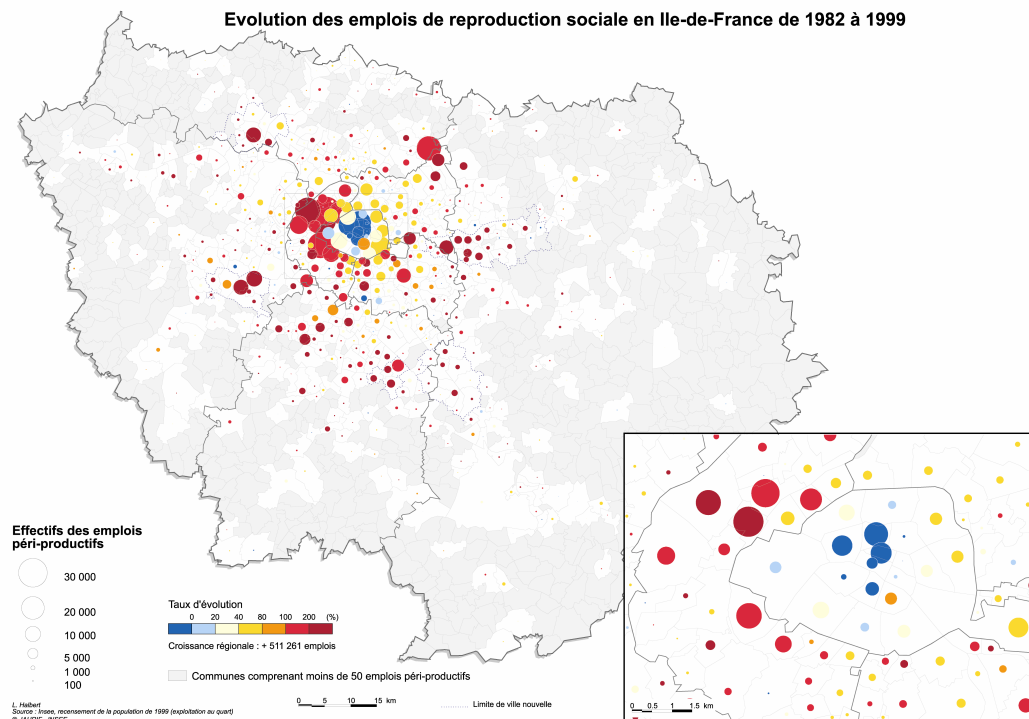 Evolution des emplois de reproduction sociale en Ile-de-France de 1982 à 1999
Effectifs des emplois
péri-productifs
30 000
20 000
10 000
5 000
1 000
100
Taux d'évolution
0 20 40 80 100 200 (%)
Croissance régionale : + 511 261 emplois
Communes comprenant moins de 50 emplois péri-productifs
0 5 10 15 km
Limite de ville nouvelle
0 0.5 1 1.5 km
L. Halbert
Source : Insee, recensement de la population de 1999 (exploitation au quart)